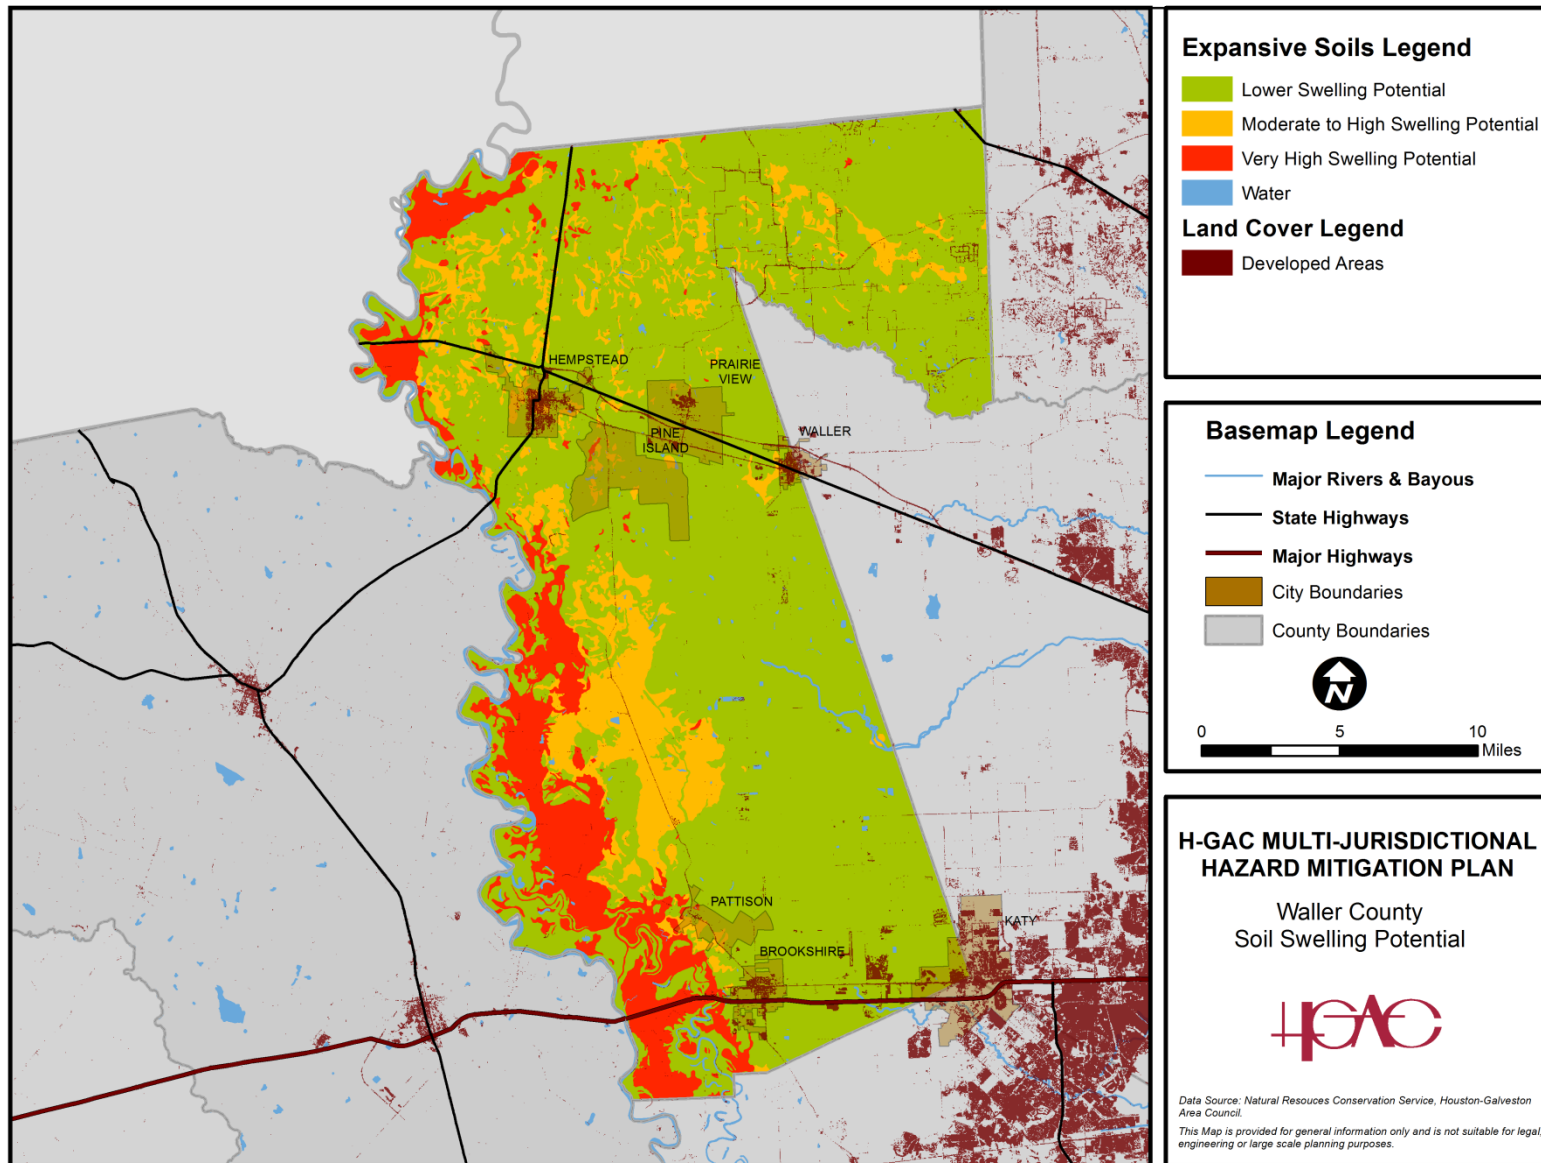 HEMPSTEAD
PRAIRIE
VIEW
PINE
ISLAND
WALLER
PATTISON
BROOKSHIRE
KATY
Expansive Soils Legend
Lower Swelling Potential
Moderate to High Swelling Potential
Very High Swelling Potential
Water
Land Cover Legend
Developed Areas
Basemap Legend
Major Rivers & Bayous
State Highways
Major Highways
City Boundaries
County Boundaries
N
0 5 10
Miles
H-GAC MULTI-JURISDICTIONAL
HAZARD MITIGATION PLAN
Waller County
Soil Swelling Potential
HGAC
Data Source: Natural Resouces Conservation Service, Houston-Galveston
Area Council.
This Map is provided for general information only and is not suitable for legal,
engineering or large scale planning purposes.